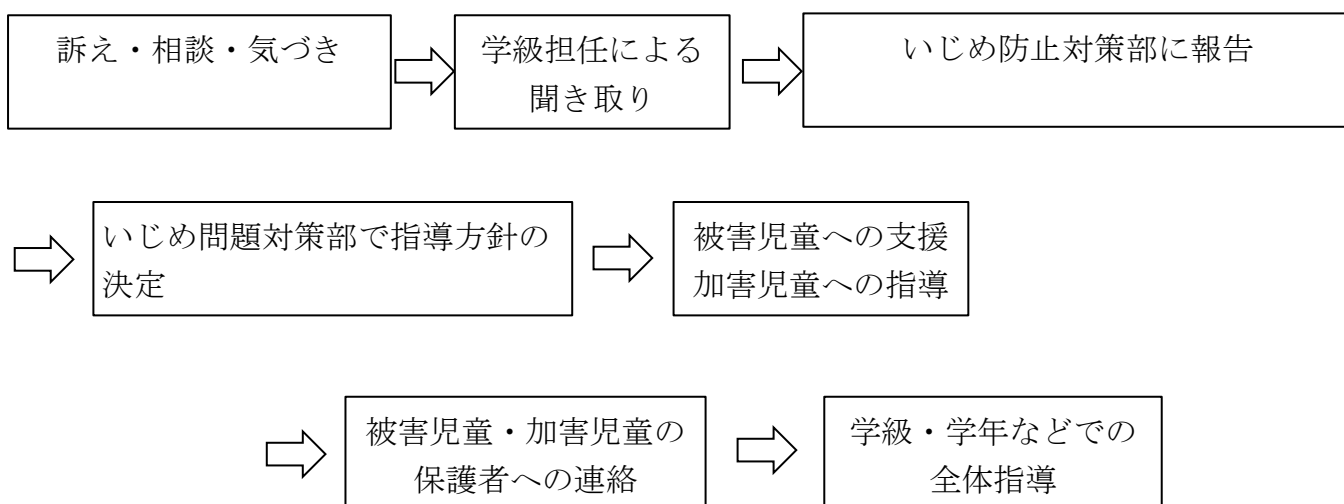 訴え・相談・気づき
学級担任による
聞き取り
いじめ防止対策部に報告
いじめ問題対策部で指導方針の
決定
被害児童への支援
加害児童への指導
被害児童・加害児童の
保護者への連絡
学級・学年などでの
全体指導